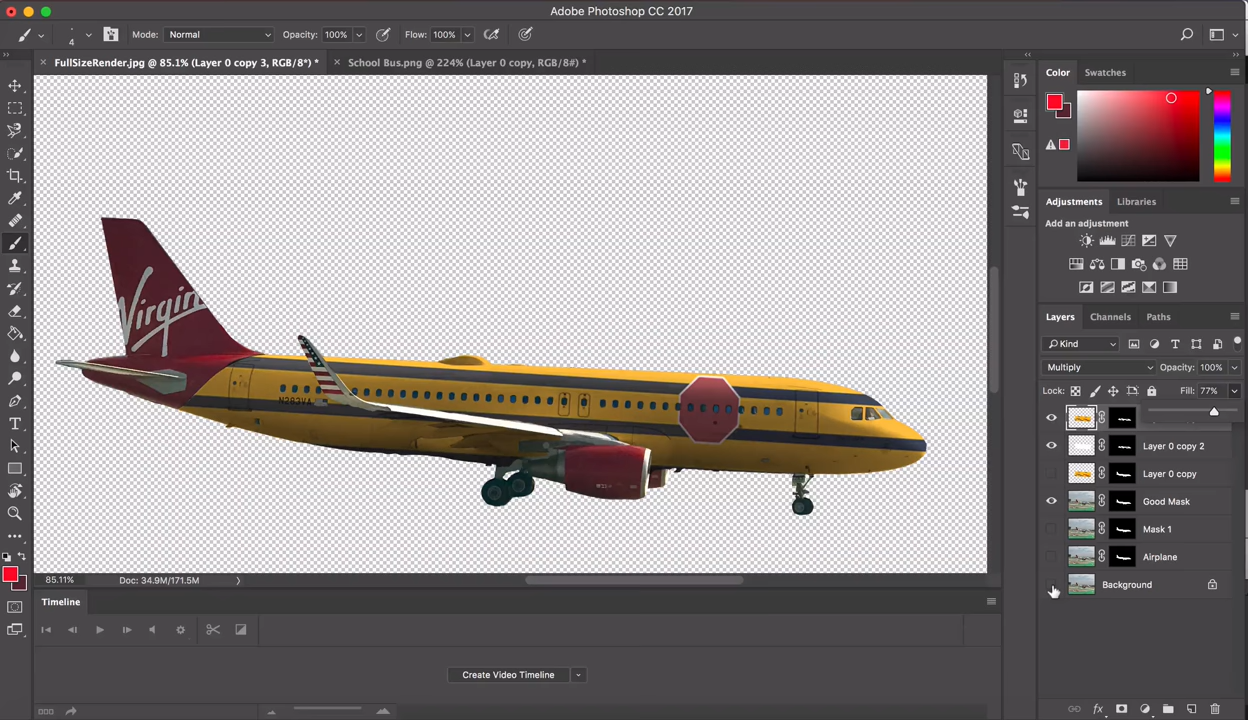 Adobe Photoshop CC 2017
4
Mode: Normal
Opacity: 100%
Flow: 100%
FullSizeRender.jpg @ 85.1% (Layer 0 copy 3, RGB/8*) *
School Bus.png @ 224% (Layer 0 copy, RGB/8#) *
Color
Swatches
Adjustments
Libraries
Add an adjustment
Layers
Channels
Paths
Kind
Multiply
Opacity: 100%
Lock:
Fill: 77%
Layer 0 copy 2
Layer 0 copy
Good Mask
Mask 1
Airplane
Background
Virgin
N283VA
85.11%
Doc: 34.9M/171.5M
Timeline
Create Video Timeline